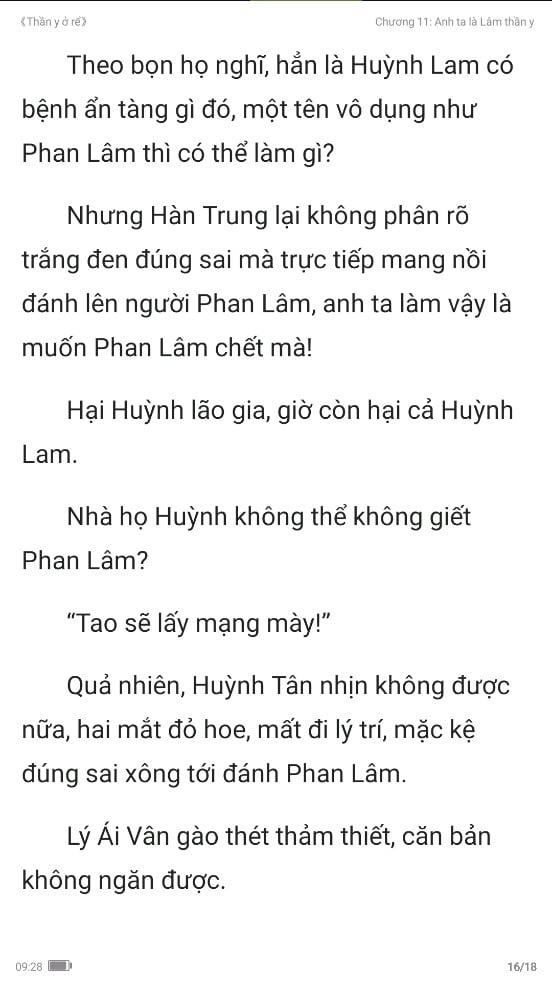 《Thần y ở rể》
Chương 11: Anh ta là Lâm thần y
Theo bọn họ nghĩ, hẳn là Huỳnh Lam có
bệnh ẩn tàng gì đó, một tên vô dụng như
Phan Lâm thì có thể làm gì?
Nhưng Hàn Trung lại không phân rõ
trắng đen đúng sai mà trực tiếp mang nồi
đánh lên người Phan Lâm, anh ta làm vậy là
muốn Phan Lâm chết mà!
Hại Huỳnh lão gia, giờ còn hại cả Huỳnh
Lam.
Nhà họ Huỳnh không thể không giết
Phan Lâm?
“Tao sẽ lấy mạng mày!”
Quả nhiên, Huỳnh Tân nhịn không được
nữa, hai mắt đỏ hoe, mất đi lý trí, mặc kệ
đúng sai xông tới đánh Phan Lâm.
Lý Ái Vân gào thét thảm thiết, căn bản
không ngăn được.
09:28
16/18